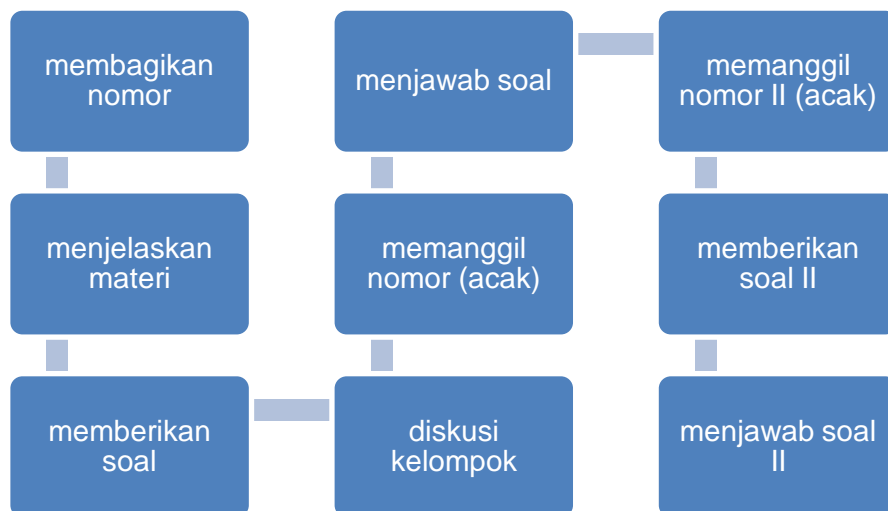 membagikan
nomor
menjelaskan
materi
memberikan
soal
diskusi
kelompok
memanggil
nomor (acak)
menjawab soal
memanggil
nomor II (acak)
memberikan
soal II
menjawab soal
II